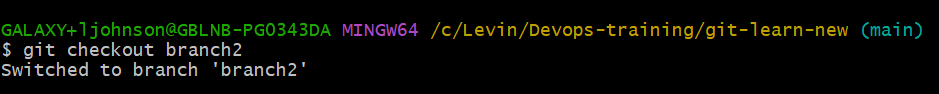 GALAXY+ljohnson@GBLNB-PG0343DA MINGW64 /c/Levin/Devops-training/git-learn-new (main)
$ git checkout branch2
Switched to branch 'branch2'